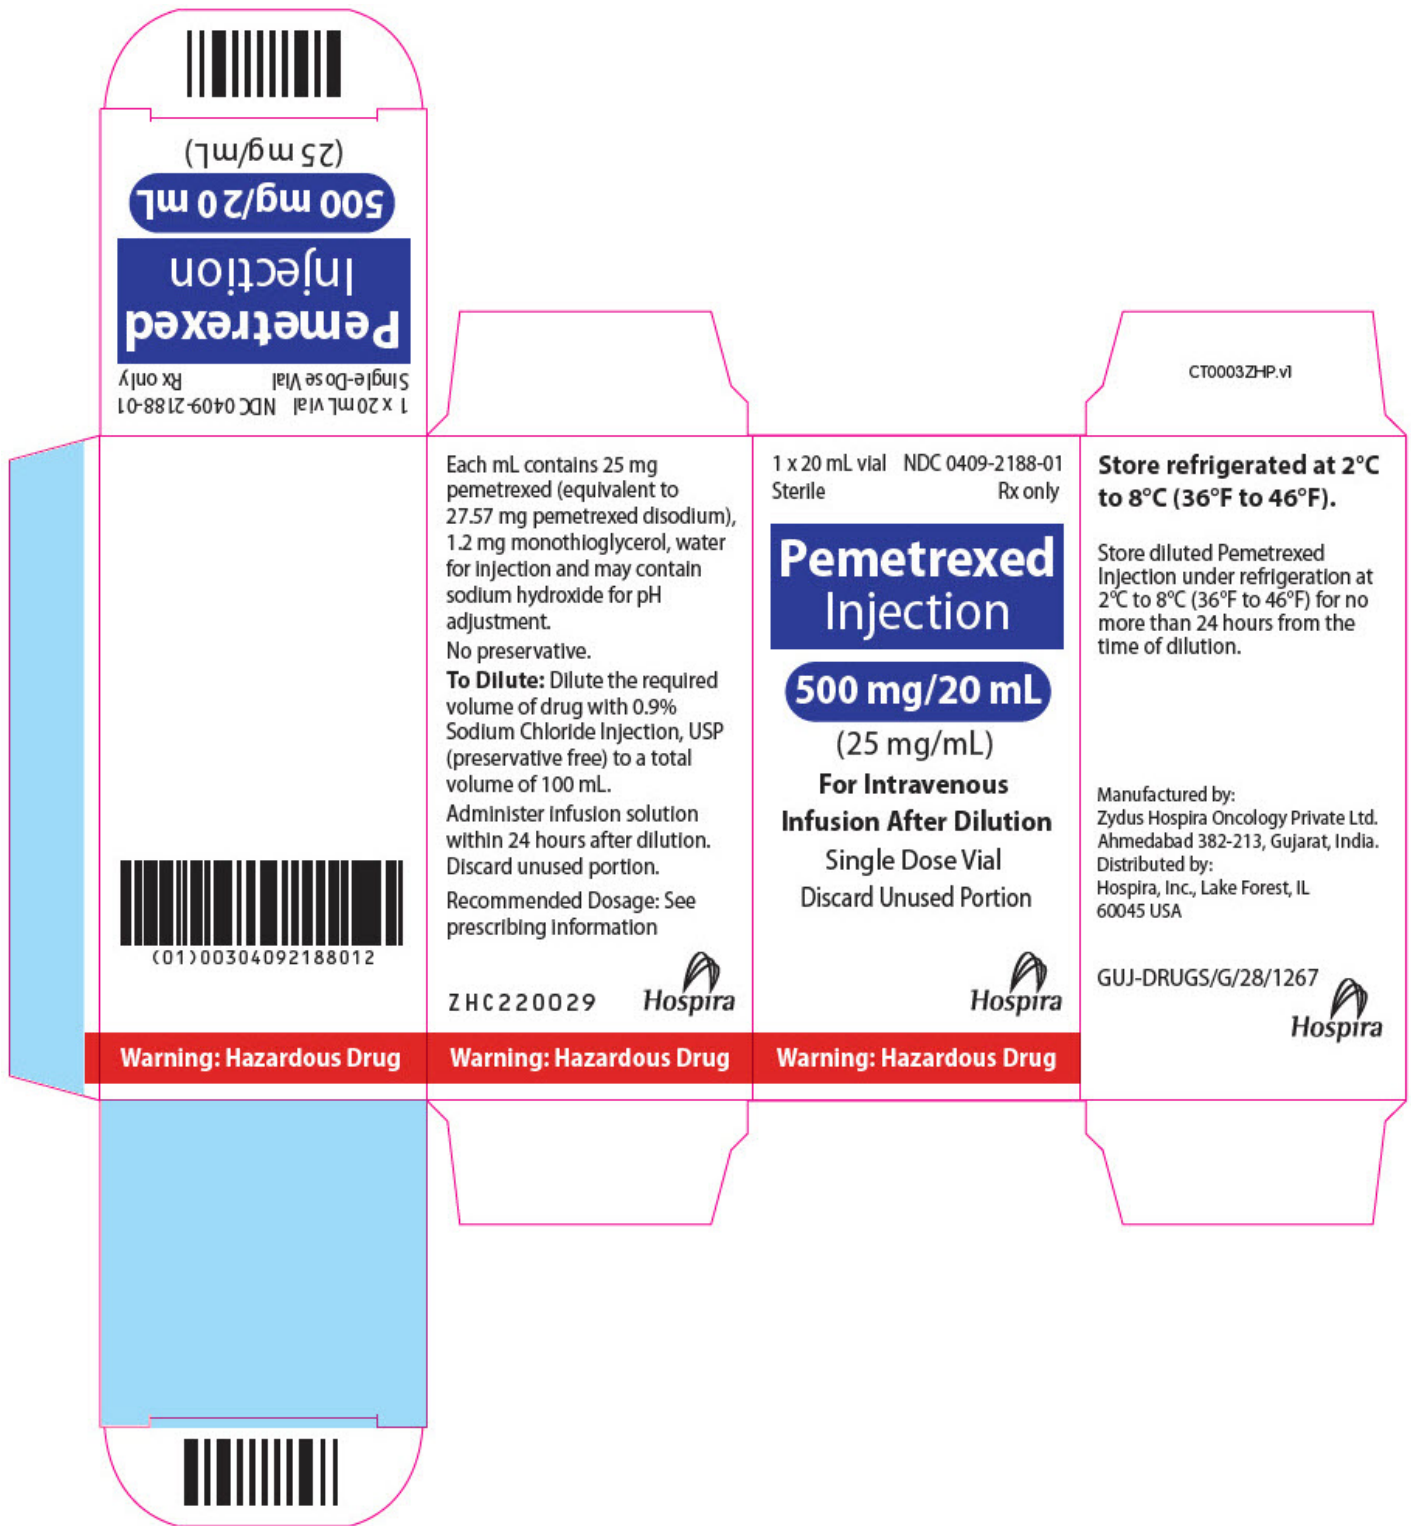 (25 mg/mL)
500 mg/20 mL
Injection
Pemetrexed
Single-Dose Vial Rx only
1 x 20 mL vial NDC 0409-2188-01
(01)00304092188012
Warning: Hazardous Drug
Each mL contains 25 mg
pemetrexed (equivalent to
27.57 mg pemetrexed disodium),
1.2 mg monothioglycerol, water
for injection and may contain
sodium hydroxide for pH
adjustment.
No preservative.
To Dilute: Dilute the required
volume of drug with 0.9%
Sodium Chloride Injection, USP
(preservative free) to a total
volume of 100 mL.
Administer infusion solution
within 24 hours after dilution.
Discard unused portion.
Recommended Dosage: See
prescribing information
ZHC220029
Hospira
Warning: Hazardous Drug
1 x 20 mL vial NDC 0409-2188-01
Sterile Rx only
Pemetrexed
Injection
500 mg/20 mL
(25 mg/mL)
For Intravenous
Infusion After Dilution
Single Dose Vial
Discard Unused Portion
Hospira
Warning: Hazardous Drug
CT0003ZHP.v1
Store refrigerated at 2°C
to 8°C (36°F to 46°F).
Store diluted Pemetrexed
Injection under refrigeration at
2°C to 8°C (36°F to 46°F) for no
more than 24 hours from the
time of dilution.
Manufactured by:
Zydus Hospira Oncology Private Ltd.
Ahmedabad 382-213, Gujarat, India.
Distributed by:
Hospira, Inc., Lake Forest, IL
60045 USA
GUJ-DRUGS/G/28/1267
Hospira